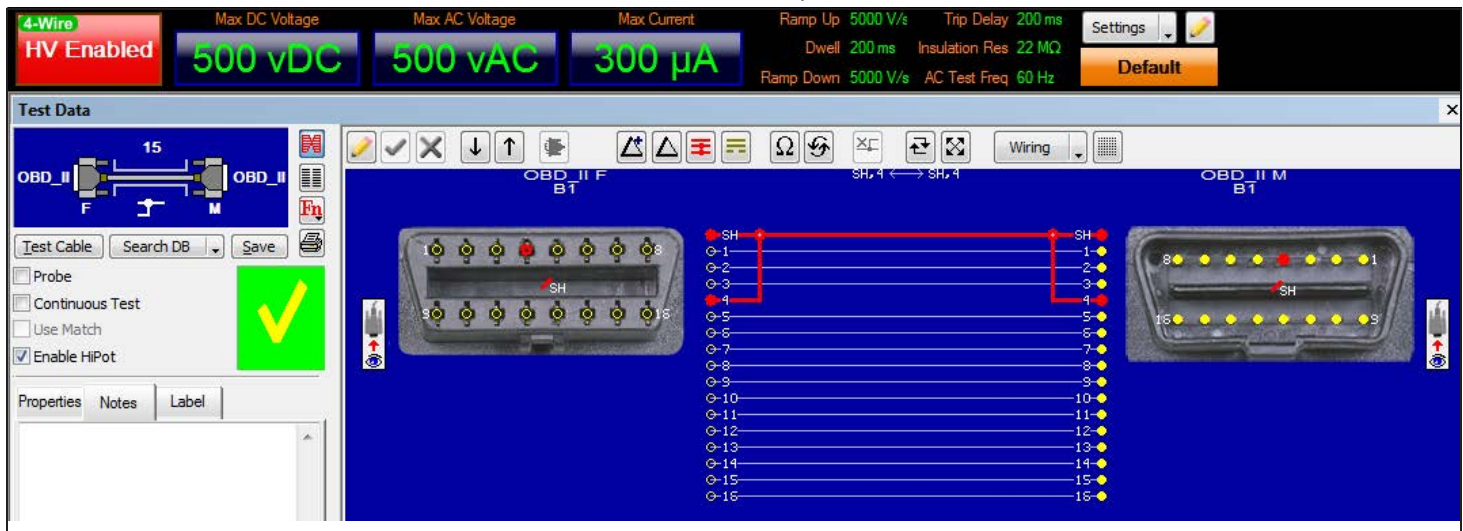 4-Wire
HV Enabled
Max DC Voltage
500 vDC
Max AC Voltage
500 vAC
Max Current
300 µA
Ramp Up 5000 V/s
Dwell 200 ms
Ramp Down 5000 V/s
Trip Delay 200 ms
Insulation Res 22 MΩ
AC Test Freq 60 Hz
Settings
Default
Test Data
15
OBD_II
OBD_II
F
M
Fn
Test Cable
Search DB
Save
Probe
Continuous Test
Use Match
Enable HiPot
Properties
Notes
Label
Ω
Wiring
OBD_II F
B1
SH,4 ⟷ SH,4
OBD_II M
B1
1
8
SH
9
16
SH SH
1 1
2 2
3 3
4 4
5 5
6 6
7 7
8 8
9 9
10 10
11 11
12 12
13 13
14 14
15 15
16 16
8
1
SH
16
9